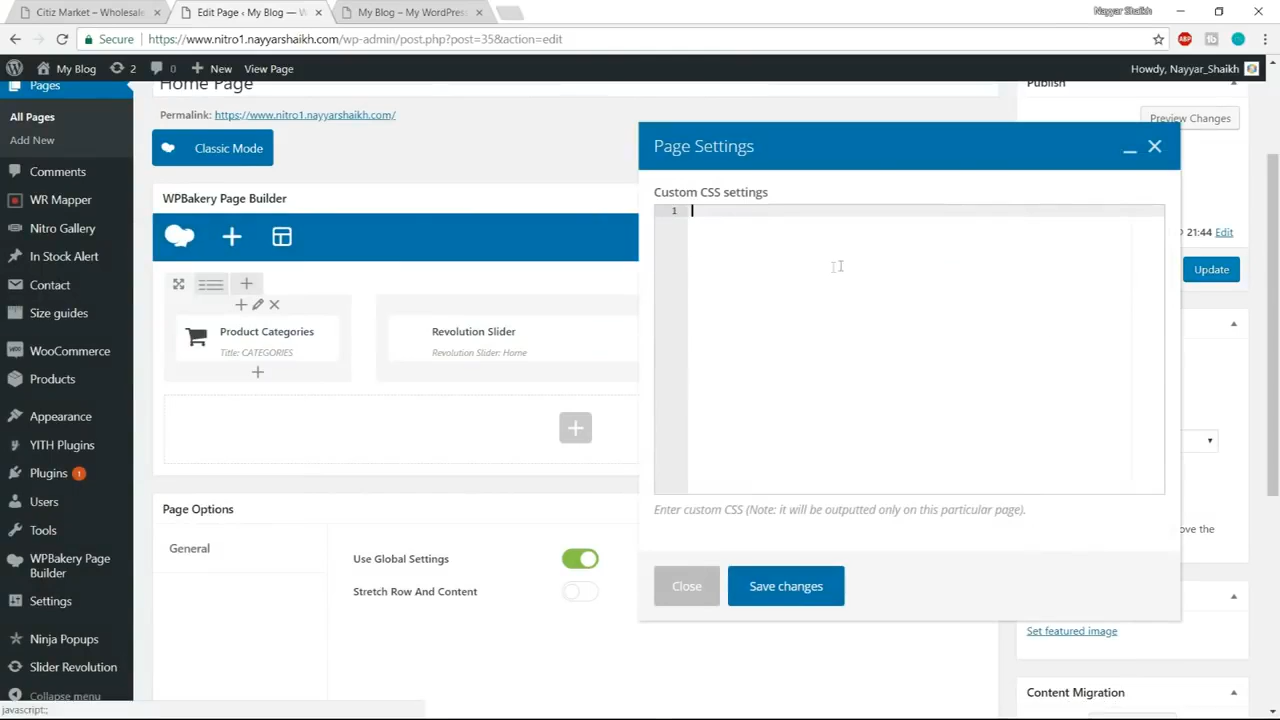 Citiz Market – Wholesale
Edit Page ‹ My Blog — W
My Blog – My WordPres
Nayyar Shaikh
Secure
https://www.nitro1.nayyarshaikh.com/wp-admin/post.php?post=35&action=edit
ABP
My Blog 2 0 New View Page
Howdy, Nayyar_Shaikh
Pages
All Pages
Add New
Comments
WR Mapper
Nitro Gallery
In Stock Alert
Contact
Size guides
WooCommerce
Products
Appearance
YITH Plugins
Plugins 1
Users
Tools
WPBakery Page
Builder
Settings
Ninja Popups
Slider Revolution
Collapse menu
javascript:;
Home Page
Permalink: https://www.nitro1.nayyarshaikh.com/
Classic Mode
WPBakery Page Builder
Product Categories
Title: CATEGORIES
Revolution Slider
Revolution Slider: Home
Page Options
General
Use Global Settings
Stretch Row And Content
Page Settings
Custom CSS settings
1
Enter custom CSS (Note: it will be outputted only on this particular page).
Close
Save changes
Publish
Preview Changes
21:44 Edit
Update
ove the
Set featured image
Content Migration